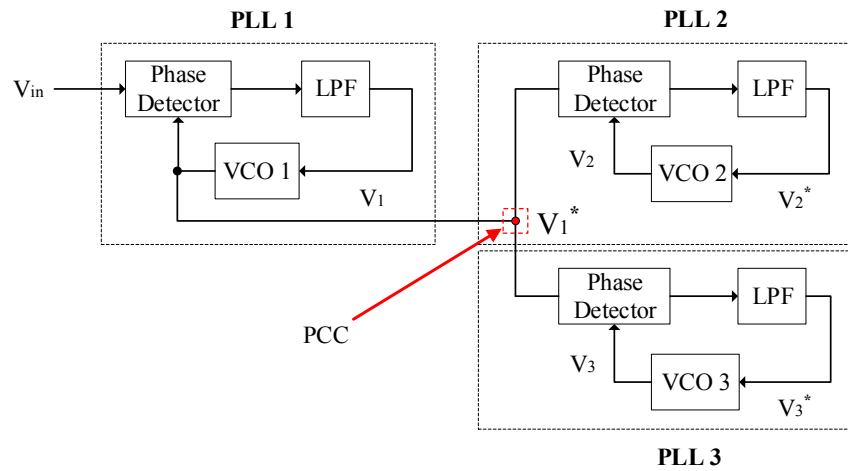 PLL 1
PLL 2
Vin
Phase
Detector
LPF
VCO 1
V1
Phase
Detector
LPF
V2
VCO 2
V2*
V1*
PCC
Phase
Detector
LPF
V3
VCO 3
V3*
PLL 3